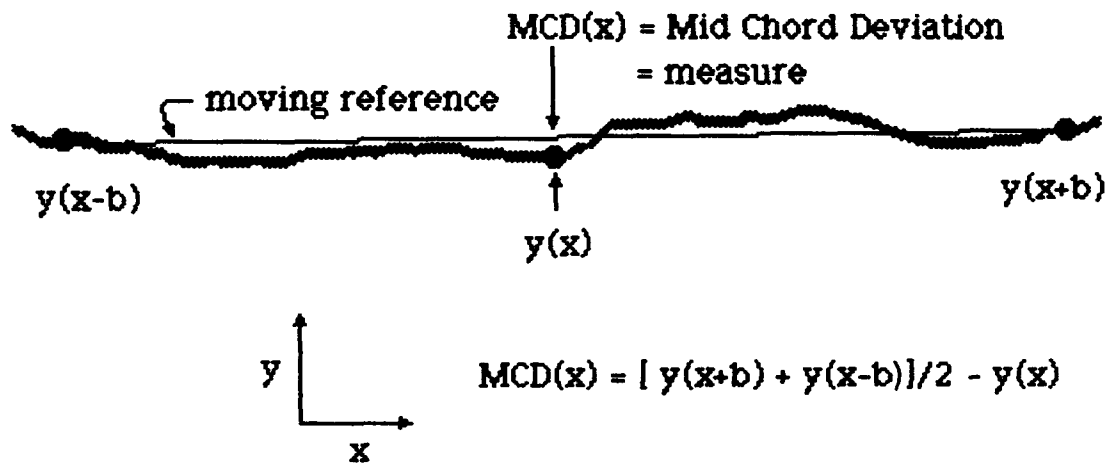 MCD(x) = Mid Chord Deviation
= measure
moving reference
y(x-b)
y(x+b)
y(x)
y
x
MCD(x) = [ y(x+b) + y(x-b)]/2 - y(x)